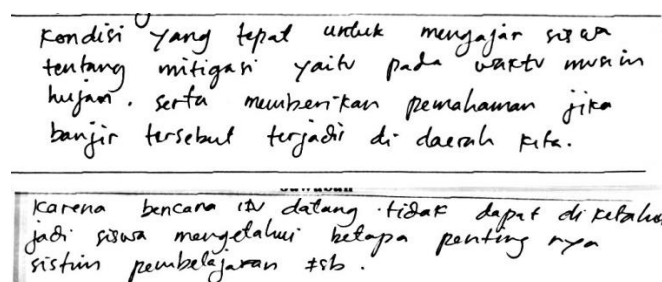 Kondisi yang tepat untuk mengajar siswa
tentang mitigasi yaitu pada waktu musim
hujan. serta memberikan pemahaman jika
banjir tersebut terjadi di daerah kita.
Karena bencana itu datang tidak dapat di ketahui
jadi siswa mengetahui betapa penting nya
sistim pembelajaran tsb.